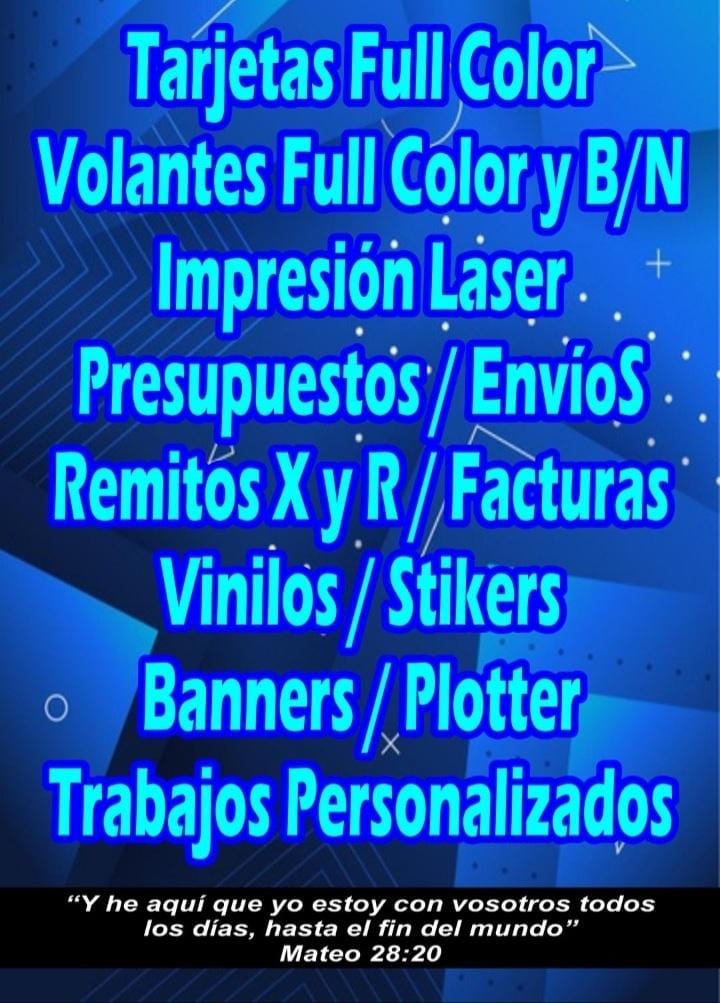 Tarjetas Full Color
Volantes Full Color y B/N
Impresión Laser
Presupuestos / EnvíoS
Remitos X y R / Facturas
Vinilos / Stikers
Banners / Plotter
Trabajos Personalizados
“Y he aquí que yo estoy con vosotros todos
los días, hasta el fin del mundo”
Mateo 28:20